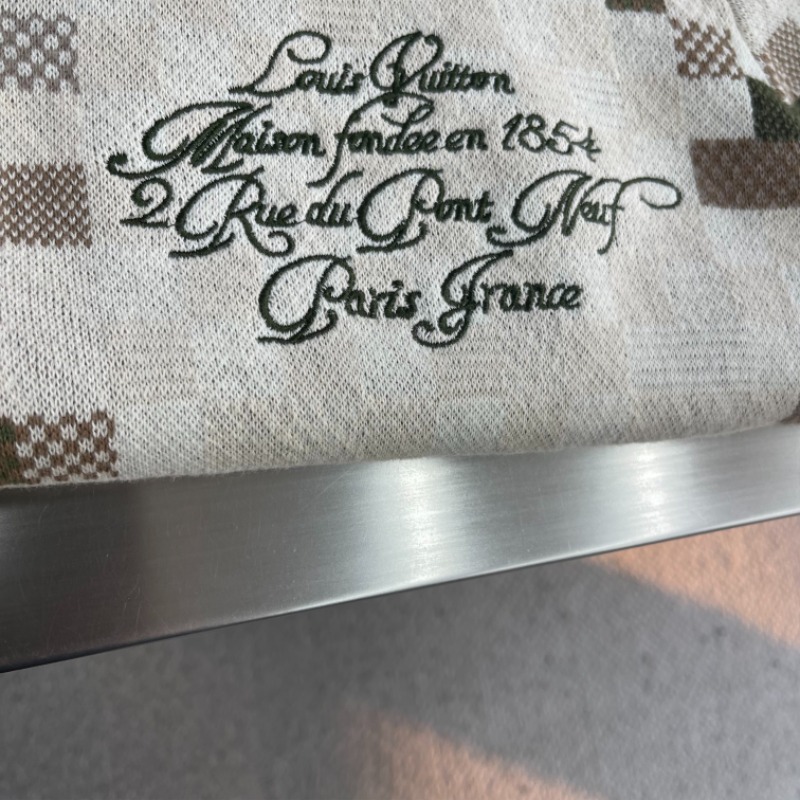 Louis Vuitton
Maison fondee en 1854
2 Rue du Pont Neuf
Paris France